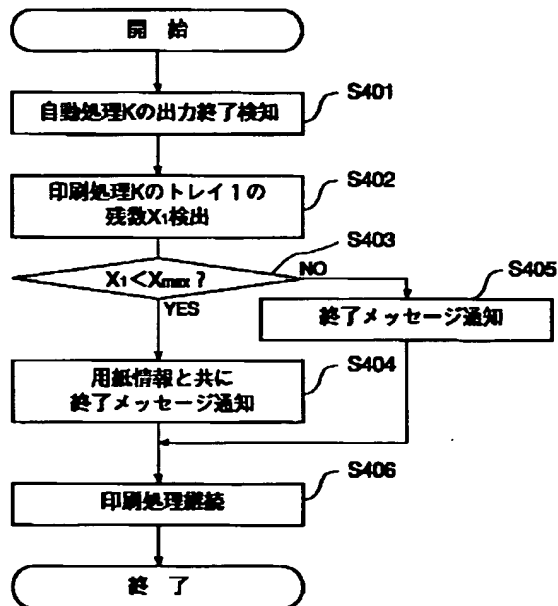 開 始
自動処理Kの出力終了検知
S401
印刷処理Kのトレイ1の
残数X1検出
S402
S403
X1<Xmax?
NO
YES
S405
終了メッセージ通知
用紙情報と共に
終了メッセージ通知
S404
印刷処理継続
S406
終 了